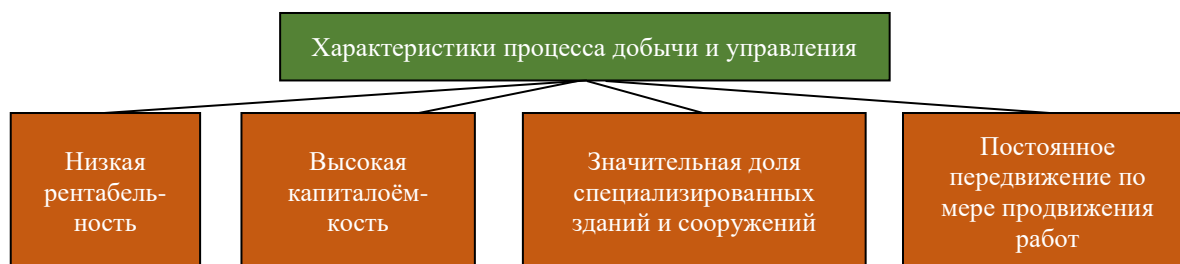 Характеристики процесса добычи и управления
Низкая
рентабель-
ность
Высокая
капиталоём-
кость
Значительная доля
специализированных
зданий и сооружений
Постоянное
передвижение по
мере продвижения
работ